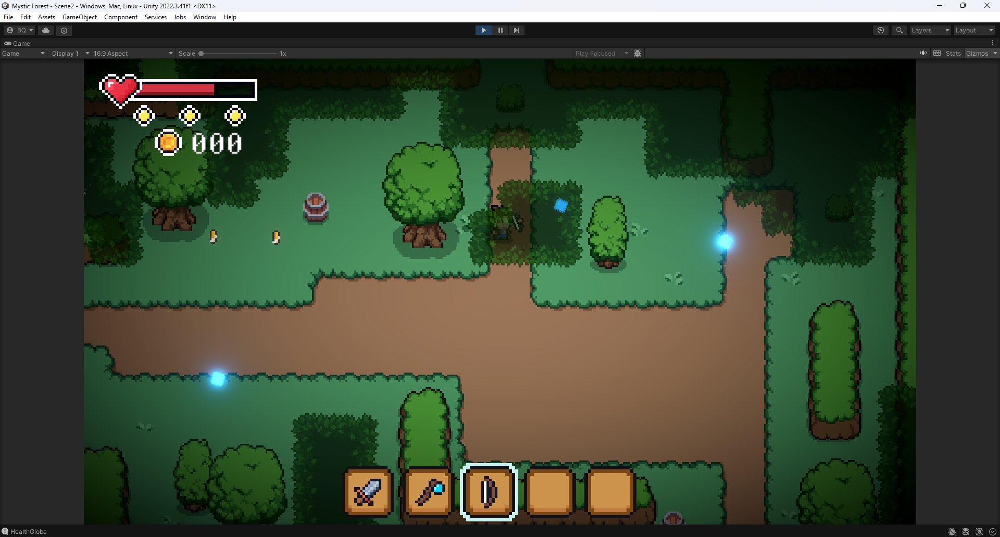 Mystic Forest - Scene2 - Windows, Mac, Linux - Unity 2022.3.41f1 <DX11>
File Edit Assets GameObject Component Services Jobs Window Help
BQ Layers Layout
Game
Game Display 1 16:9 Aspect Scale 1x Play Focused Stats Gizmos
000
HealthGlobe